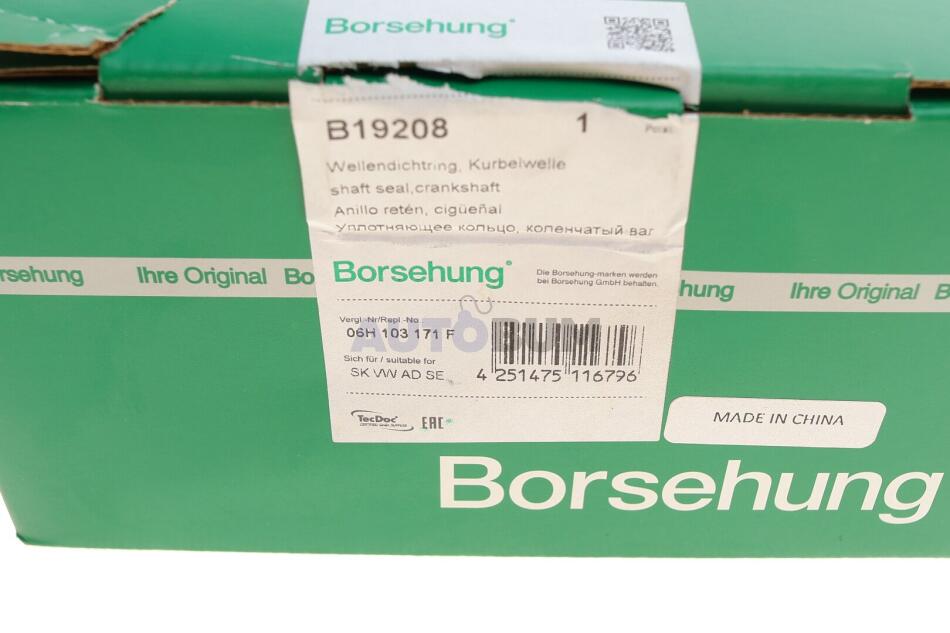 Borsehung®
B19208 1
Wellendichtring, Kurbelwelle
shaft seal,crankshaft
Anillo retén, cigüeñal
Уплотняющее кольцо, коленчатый вал
rsehung Ihre Original Bo
Borsehung®
Die Borsehung-marken werden
bei Borsehung GmbH behalten.
hung Ihre Original B
Vergl.-Nr/Repl.-No
06H 103 171 F
AUTOBUM
Sich für / suitable for
SK VW AD SE
4 251475 116796
TecDoc
EAC
MADE IN CHINA
Borsehung